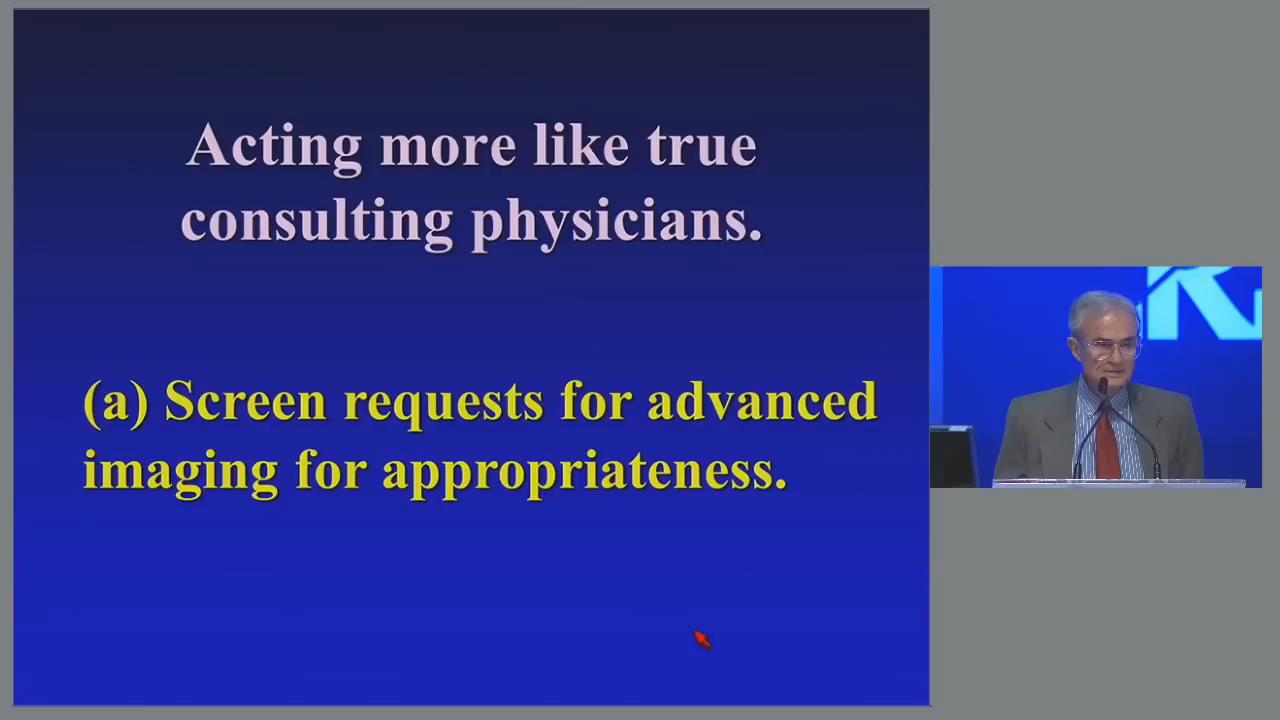 Acting more like true
consulting physicians.
(a) Screen requests for advanced
imaging for appropriateness.